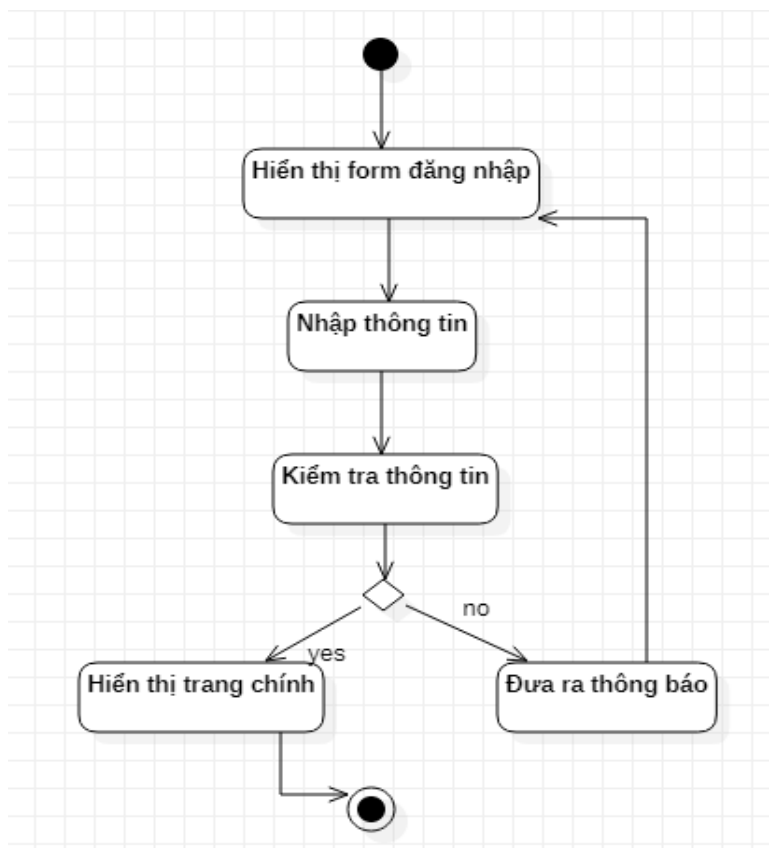 Hiển thị form đăng nhập
Nhập thông tin
Kiểm tra thông tin
no
yes
Hiển thị trang chính
Đưa ra thông báo